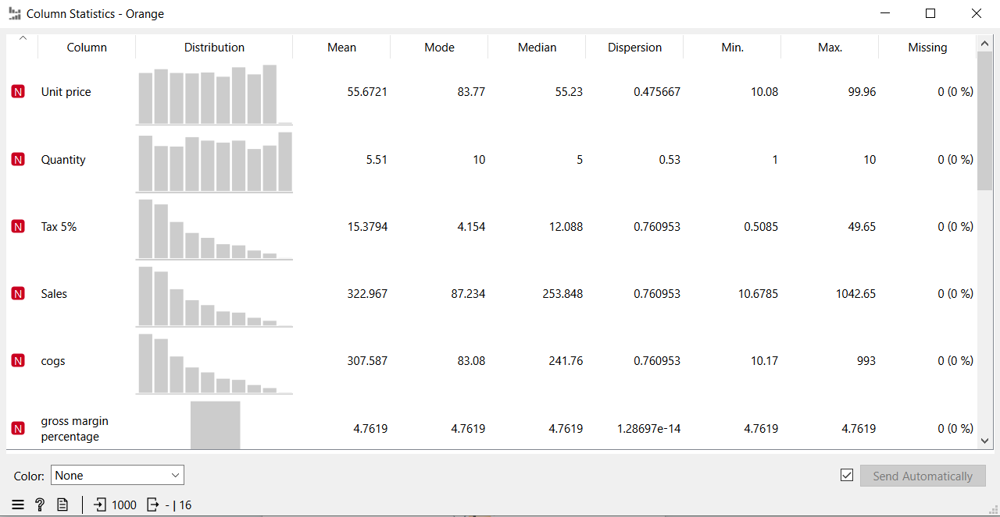 Column Statistics - Orange
Column Distribution Mean Mode Median Dispersion Min. Max. Missing
N Unit price 55.6721 83.77 55.23 0.475667 10.08 99.96 0 (0 %)
N Quantity 5.51 10 5 0.53 1 10 0 (0 %)
N Tax 5% 15.3794 4.154 12.088 0.760953 0.5085 49.65 0 (0 %)
N Sales 322.967 87.234 253.848 0.760953 10.6785 1042.65 0 (0 %)
N cogs 307.587 83.08 241.76 0.760953 10.17 993 0 (0 %)
gross margin
N percentage 4.7619 4.7619 4.7619 1.28697e-14 4.7619 4.7619 0 (0 %)
Color: None Send Automatically
? 1000 - | 16